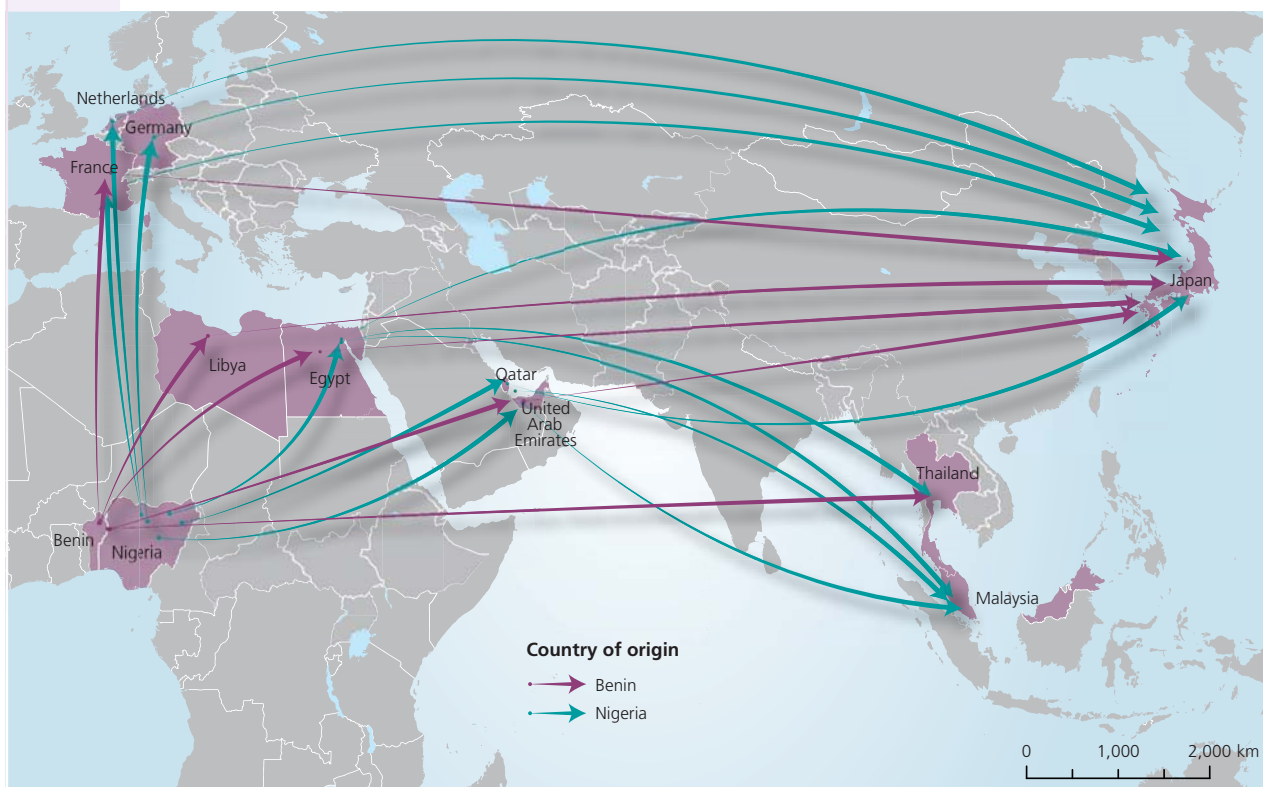 Netherlands
Germany
France
Japan
Libya
Egypt
Qatar
United
Arab
Emirates
Thailand
Benin
Nigeria
Malaysia
Country of origin
Benin
Nigeria
0 1,000 2,000 km